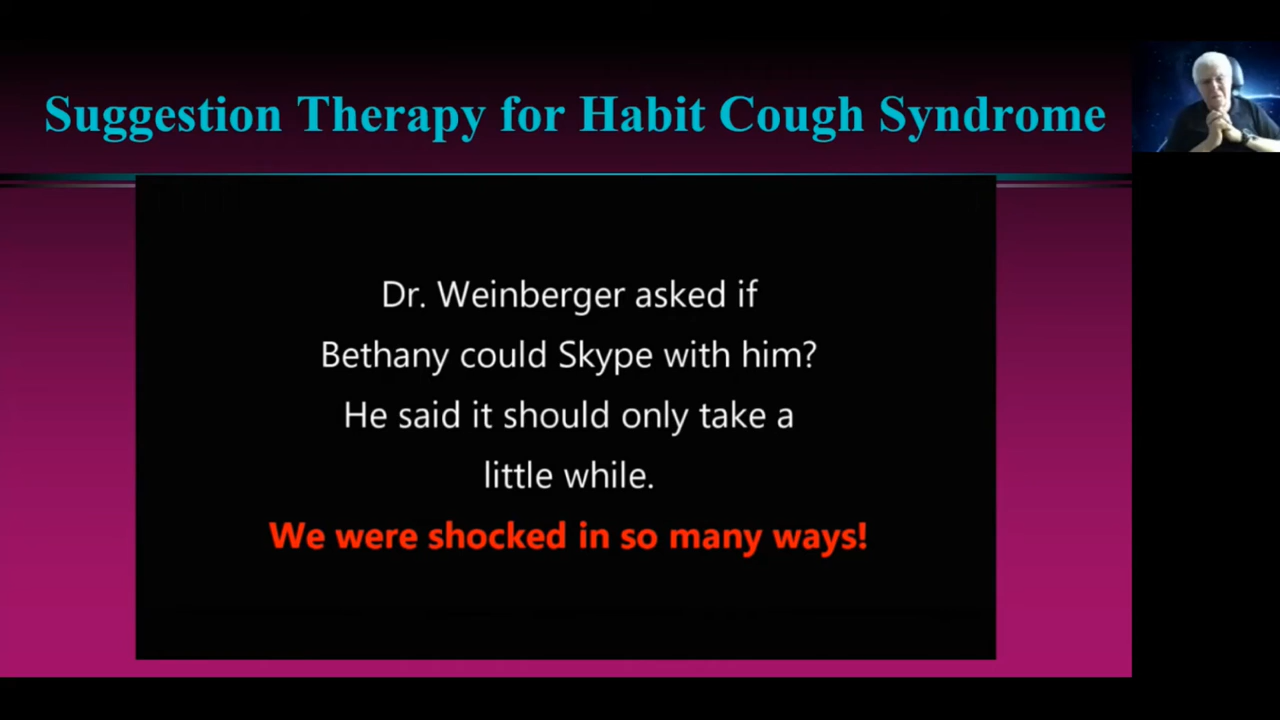 Suggestion Therapy for Habit Cough Syndrome
Dr. Weinberger asked if
Bethany could Skype with him?
He said it should only take a
little while.
We were shocked in so many ways!